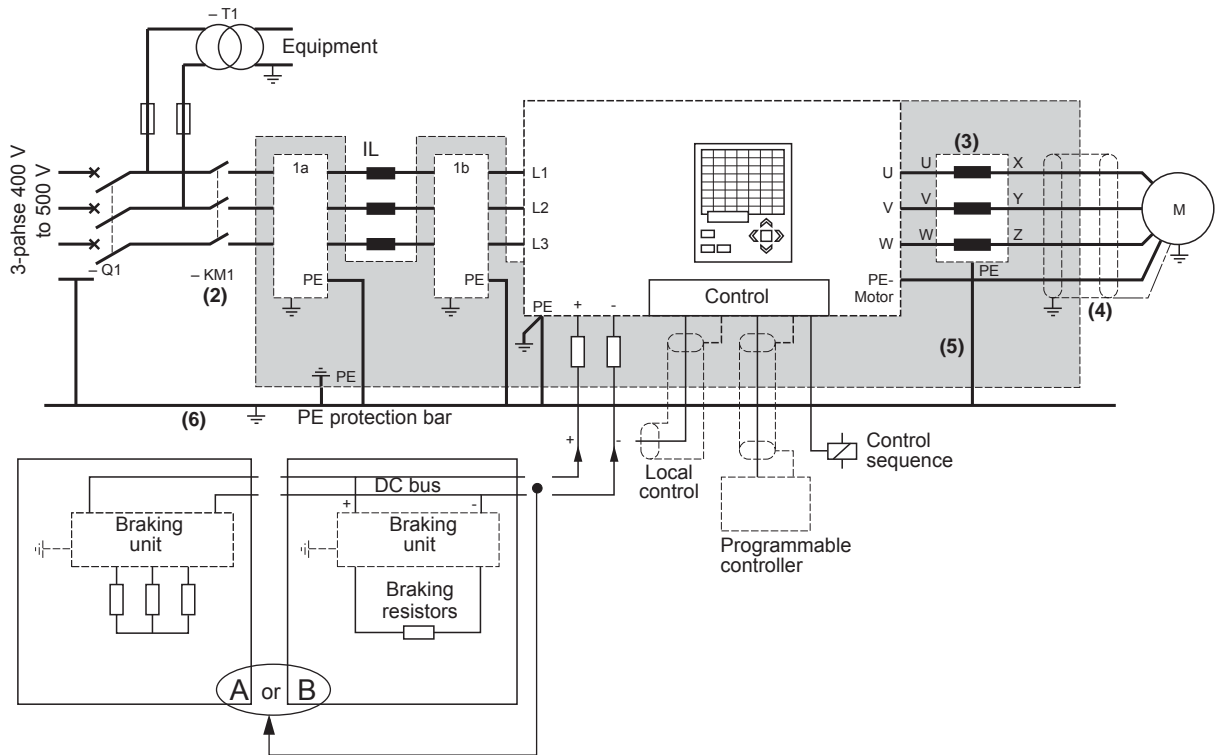 – T1
Equipment
3-pahse 400 V
to 500 V
– Q1
– KM1
(2)
1a
PE
IL
1b
PE
L1
L2
L3
PE
+
-
Control
U
V
W
PE-
Motor
(3)
U
V
W
X
Y
Z
PE
M
(4)
(5)
PE
(6)
PE protection bar
+
-
Local
control
Programmable
controller
Control
sequence
DC bus
Braking
unit
+
-
Braking
unit
Braking
resistors
A or B